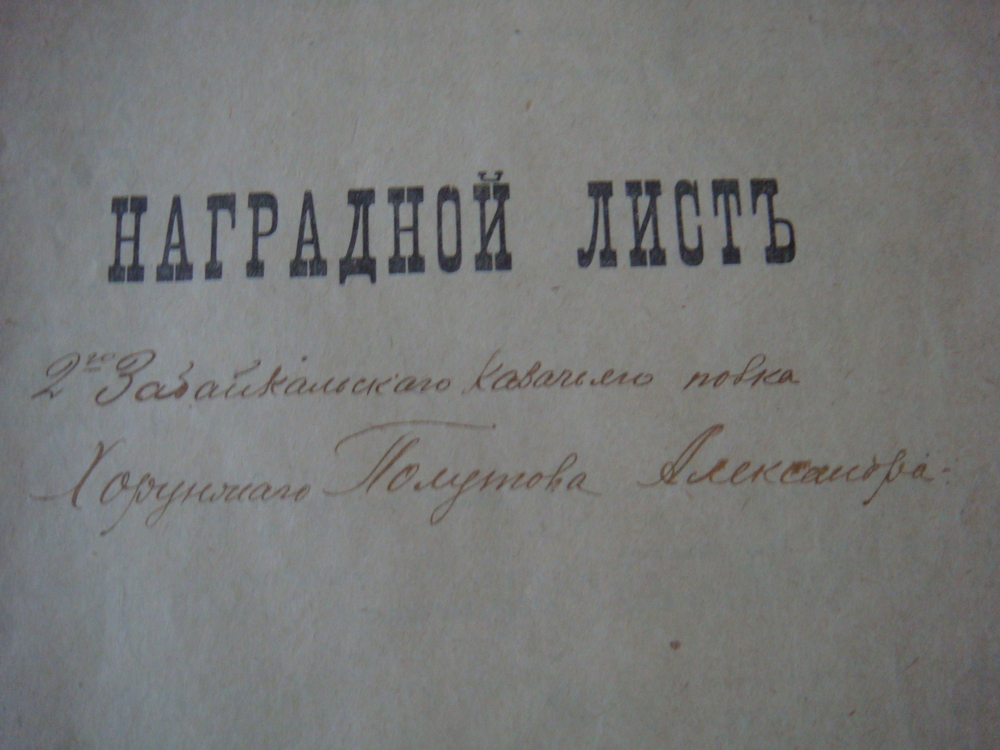 НАГРАДНОЙ ЛИСТЪ
2го Забайкальскаго Казачьяго полка
Хорунжаго Полутова Александра